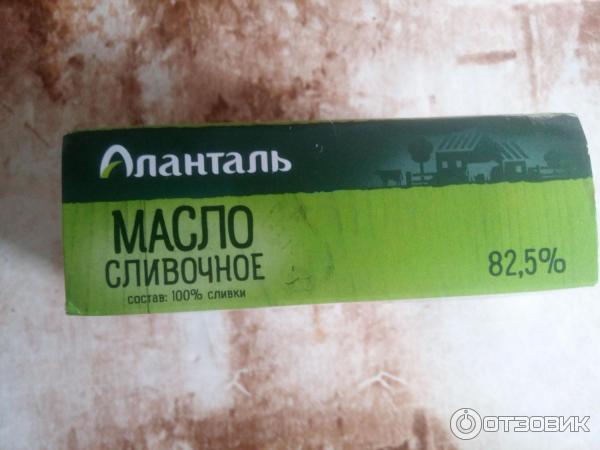 Аланталь
МАСЛО
СЛИВОЧНОЕ
состав: 100% сливки
82,5%
ОТЗОВИК